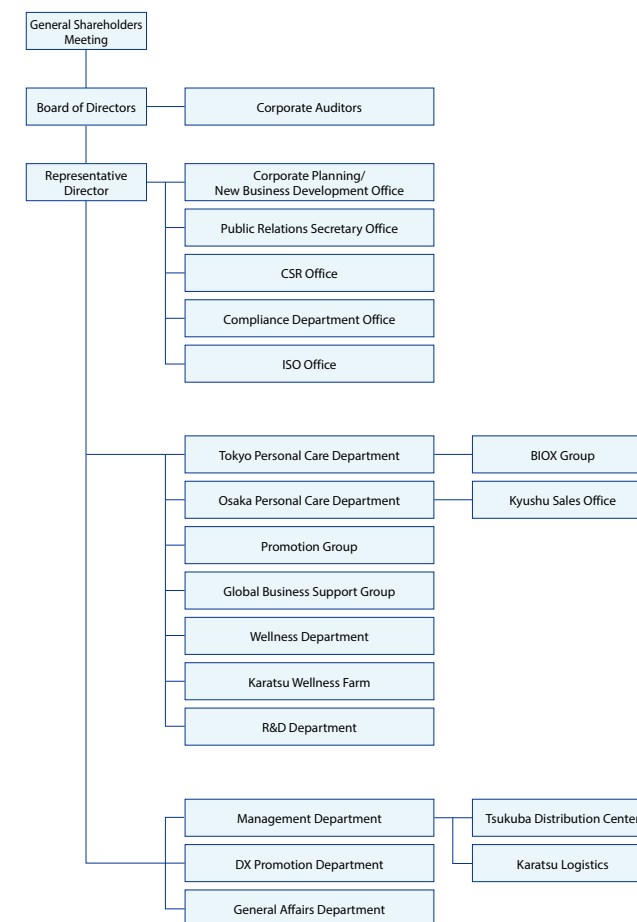 General Shareholders
Meeting
Board of Directors
Corporate Auditors
Representative
Director
Corporate Planning/
New Business Development Office
Public Relations Secretary Office
CSR Office
Compliance Department Office
ISO Office
Tokyo Personal Care Department
BIOX Group
Osaka Personal Care Department
Kyushu Sales Office
Promotion Group
Global Business Support Group
Wellness Department
Karatsu Wellness Farm
R&D Department
Management Department
Tsukuba Distribution Center
DX Promotion Department
Karatsu Logistics
General Affairs Department